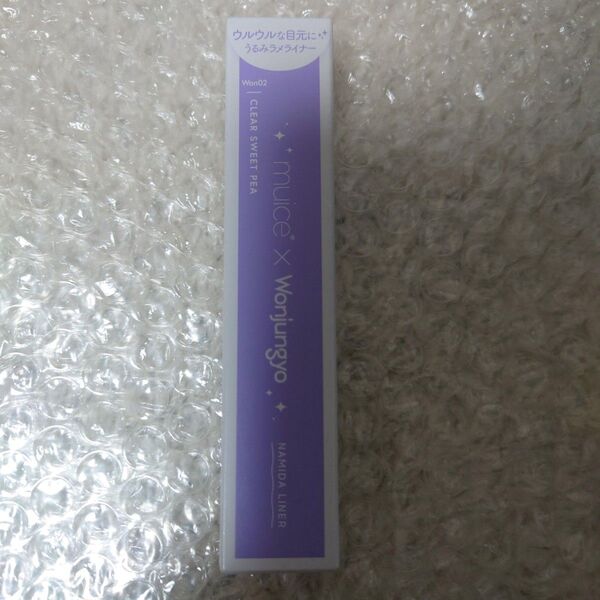 ウルウルな目元に
うるみラメライナー
Won02
CLEAR SWEET PEA
muice® × Wonjungyo
NAMIDA LINER